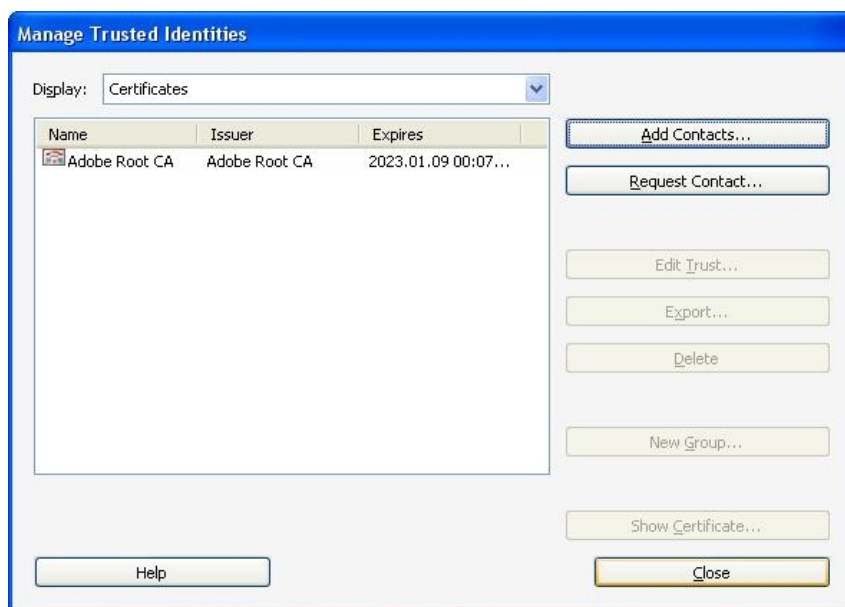 Manage Trusted Identities
Display: Certificates
Name Issuer Expires
Adobe Root CA Adobe Root CA 2023.01.09 00:07...
Add Contacts...
Request Contact...
Edit Trust...
Export...
Delete
New Group...
Show Certificate...
Help Close